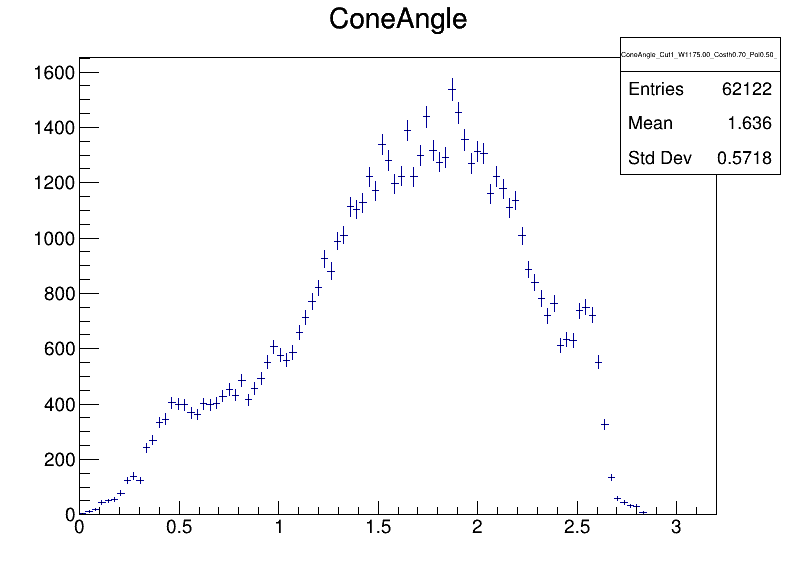 ConeAngle
ConeAngle_Cut1_W1175.00_Costh0.70_Pol0.50_
Entries 62122
Mean 1.636
Std Dev 0.5718
1600
1400
1200
1000
800
600
400
200
0
0 0.5 1 1.5 2 2.5 3